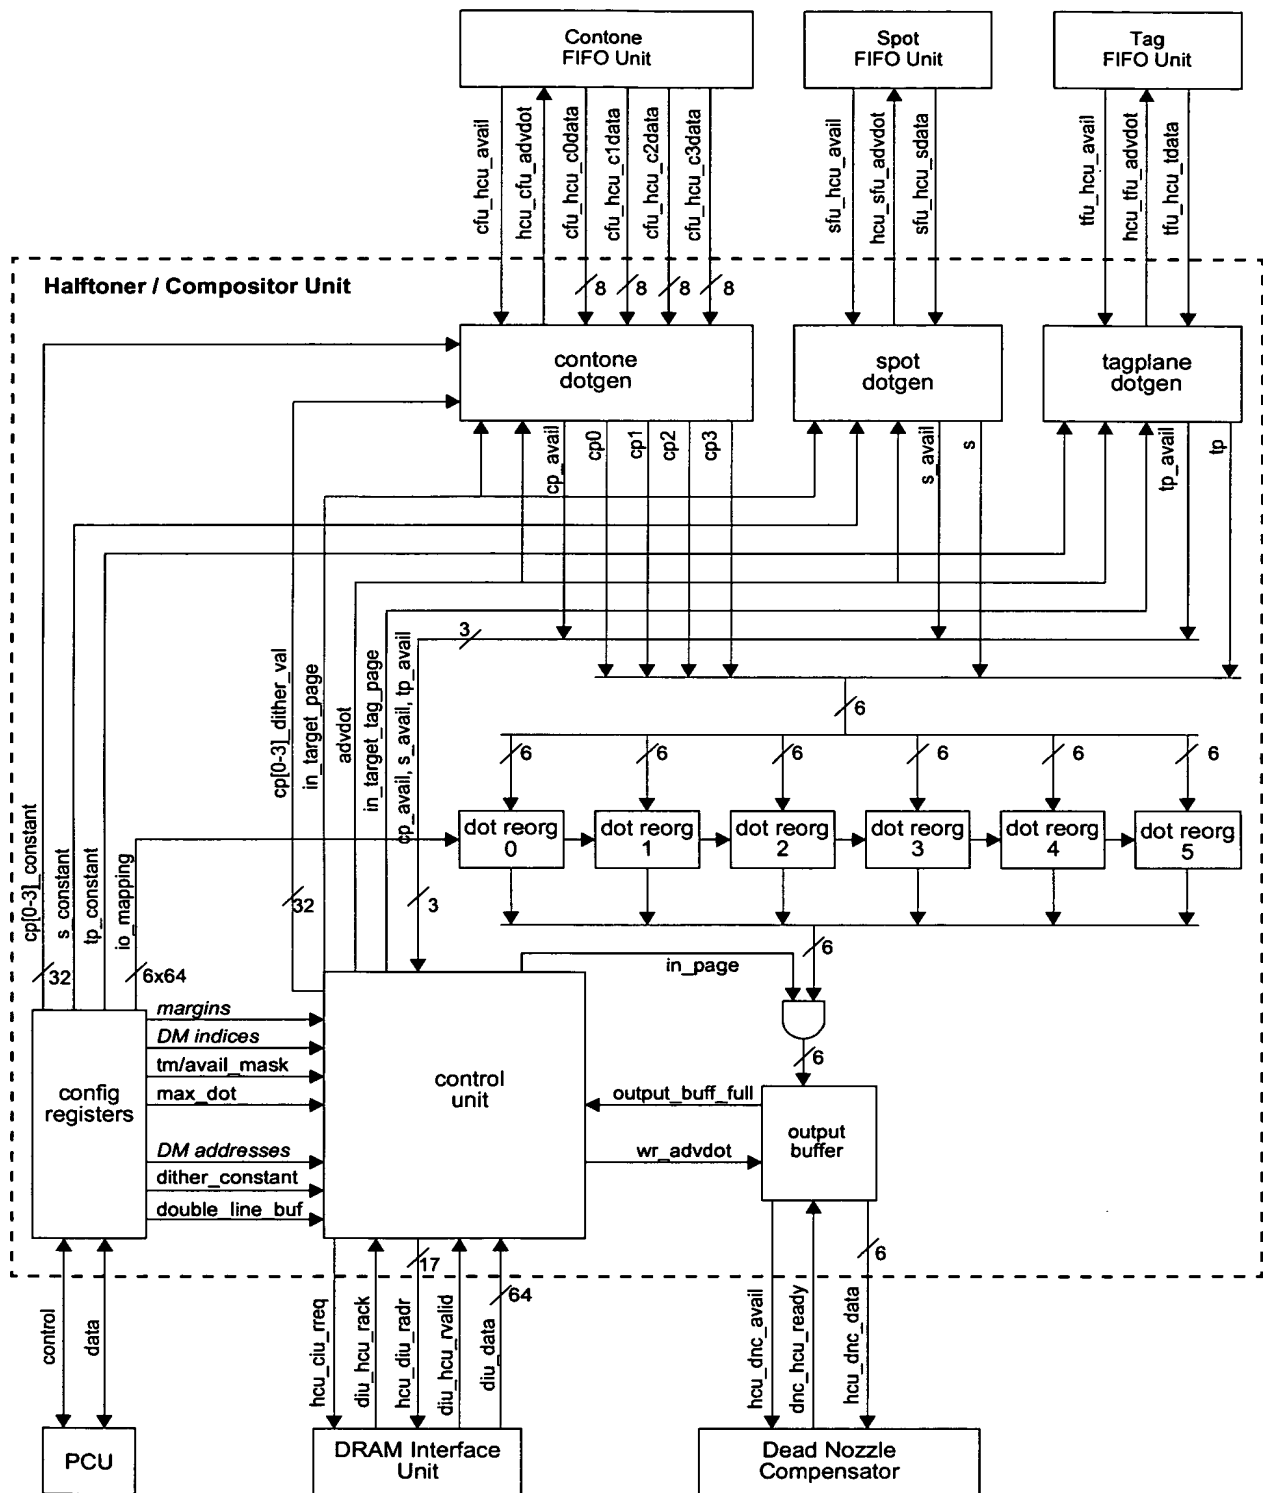 Contone
FIFO Unit
Spot
FIFO Unit
Tag
FIFO Unit
cfu_hcu_avail
hcu_cfu_advdot
cfu_hcu_c0data
cfu_hcu_c1data
cfu_hcu_c2data
cfu_hcu_c3data
sfu_hcu_avail
hcu_sfu_advdot
sfu_hcu_sdata
tfu_hcu_avail
hcu_tfu_advdot
tfu_hcu_tdata
Halftoner / Compositor Unit
8
8
8
8
contone
dotgen
spot
dotgen
tagplane
dotgen
cp_avail
cp0
cp1
cp2
cp3
s_avail
s
tp_avail
tp
3
cp[0-3]_dither_val
in_target_page
advdot
in_target_tag_page
cp_avail, s_avail, tp_avail
6
6
6
6
6
6
6
dot reorg
0
dot reorg
1
dot reorg
2
dot reorg
3
dot reorg
4
dot reorg
5
cp[0-3]_constant
s_constant
tp_constant
io_mapping
32
3
32
6x64
in_page
6
6
margins
DM indices
tm/avail_mask
max_dot
DM addresses
dither_constant
double_line_buf
config
registers
control
unit
output_buff_full
wr_advdot
output
buffer
17
64
6
control
data
hcu_ciu_rreq
diu_hcu_rack
hcu_diu_radr
diu_hcu_rvalid
diu_data
hcu_dnc_avail
dnc_hcu_ready
hcu_dnc_data
PCU
DRAM Interface
Unit
Dead Nozzle
Compensator